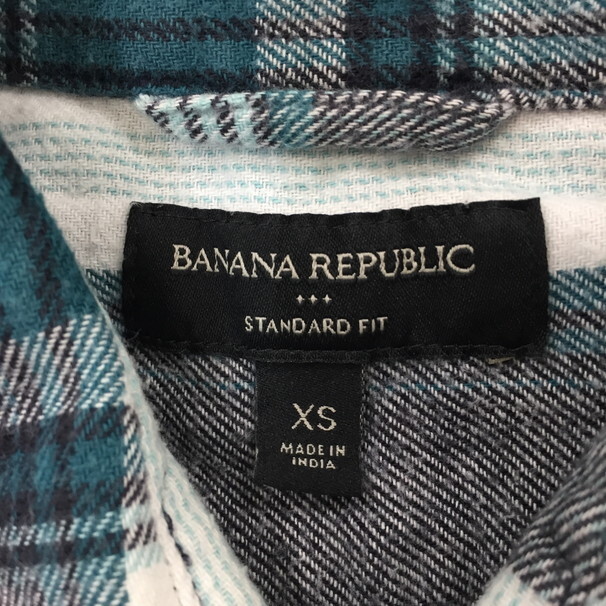 BANANA REPUBLIC
STANDARD FIT
XS
MADE IN
INDIA